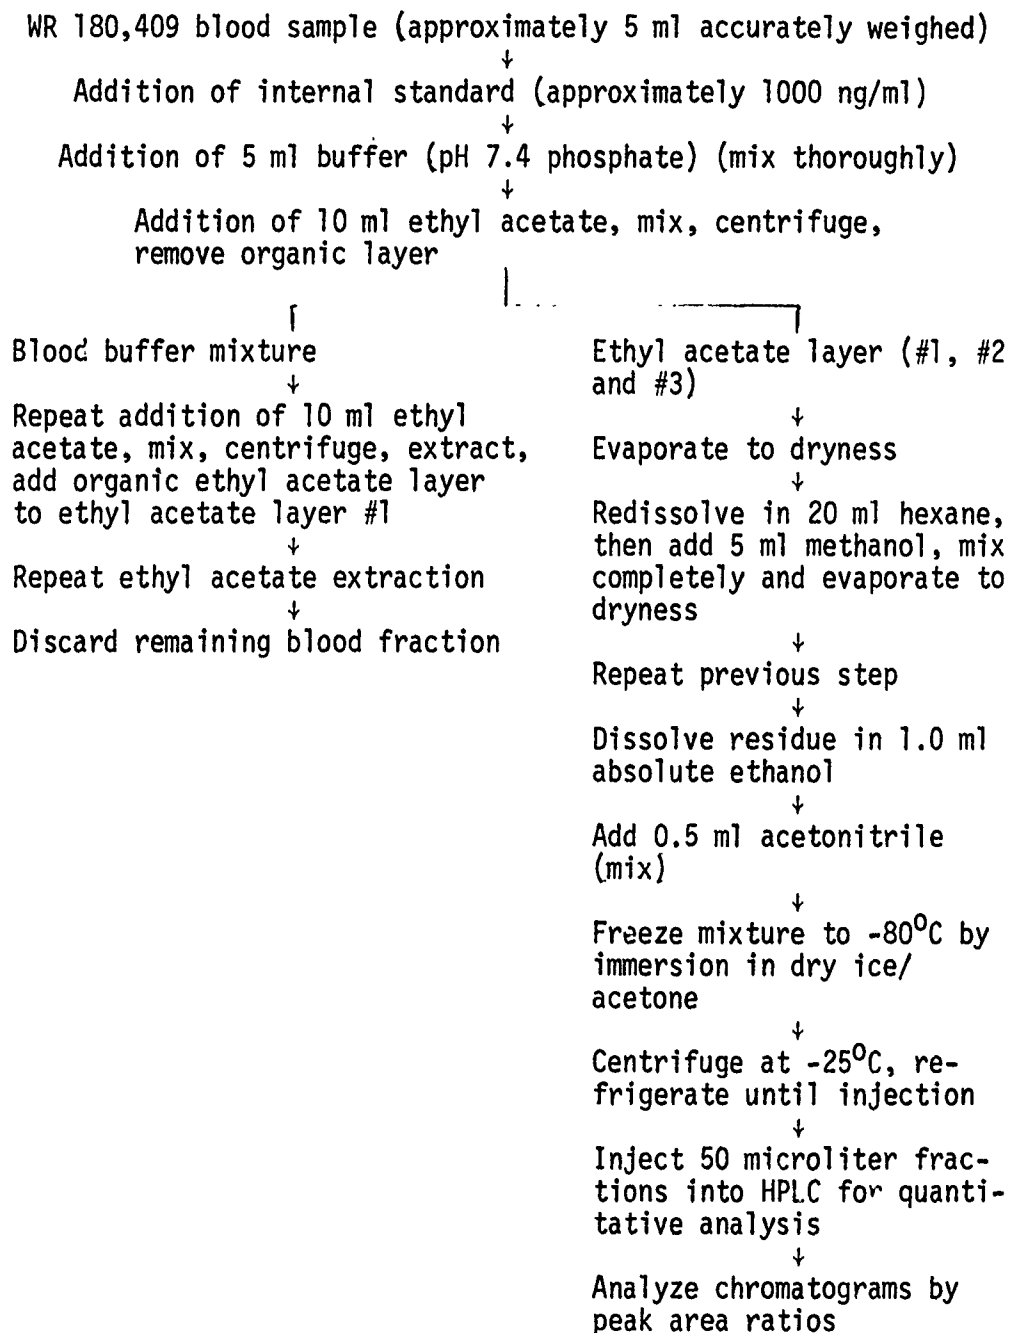 WR 180,409 blood sample (approximately 5 ml accurately weighed)
↓
Addition of internal standard (approximately 1000 ng/ml)
↓
Addition of 5 ml buffer (pH 7.4 phosphate) (mix thoroughly)
↓
Addition of 10 ml ethyl acetate, mix, centrifuge,
remove organic layer
Blood buffer mixture
↓
Repeat addition of 10 ml ethyl
acetate, mix, centrifuge, extract,
add organic ethyl acetate layer
to ethyl acetate layer #1
↓
Repeat ethyl acetate extraction
↓
Discard remaining blood fraction
Ethyl acetate layer (#1, #2
and #3)
↓
Evaporate to dryness
↓
Redissolve in 20 ml hexane,
then add 5 ml methanol, mix
completely and evaporate to
dryness
↓
Repeat previous step
↓
Dissolve residue in 1.0 ml
absolute ethanol
↓
Add 0.5 ml acetonitrile
(mix)
↓
Freeze mixture to -80°C by
immersion in dry ice/
acetone
↓
Centrifuge at -25°C, re-
frigerate until injection
↓
Inject 50 microliter frac-
tions into HPLC for quanti-
tative analysis
↓
Analyze chromatograms by
peak area ratios